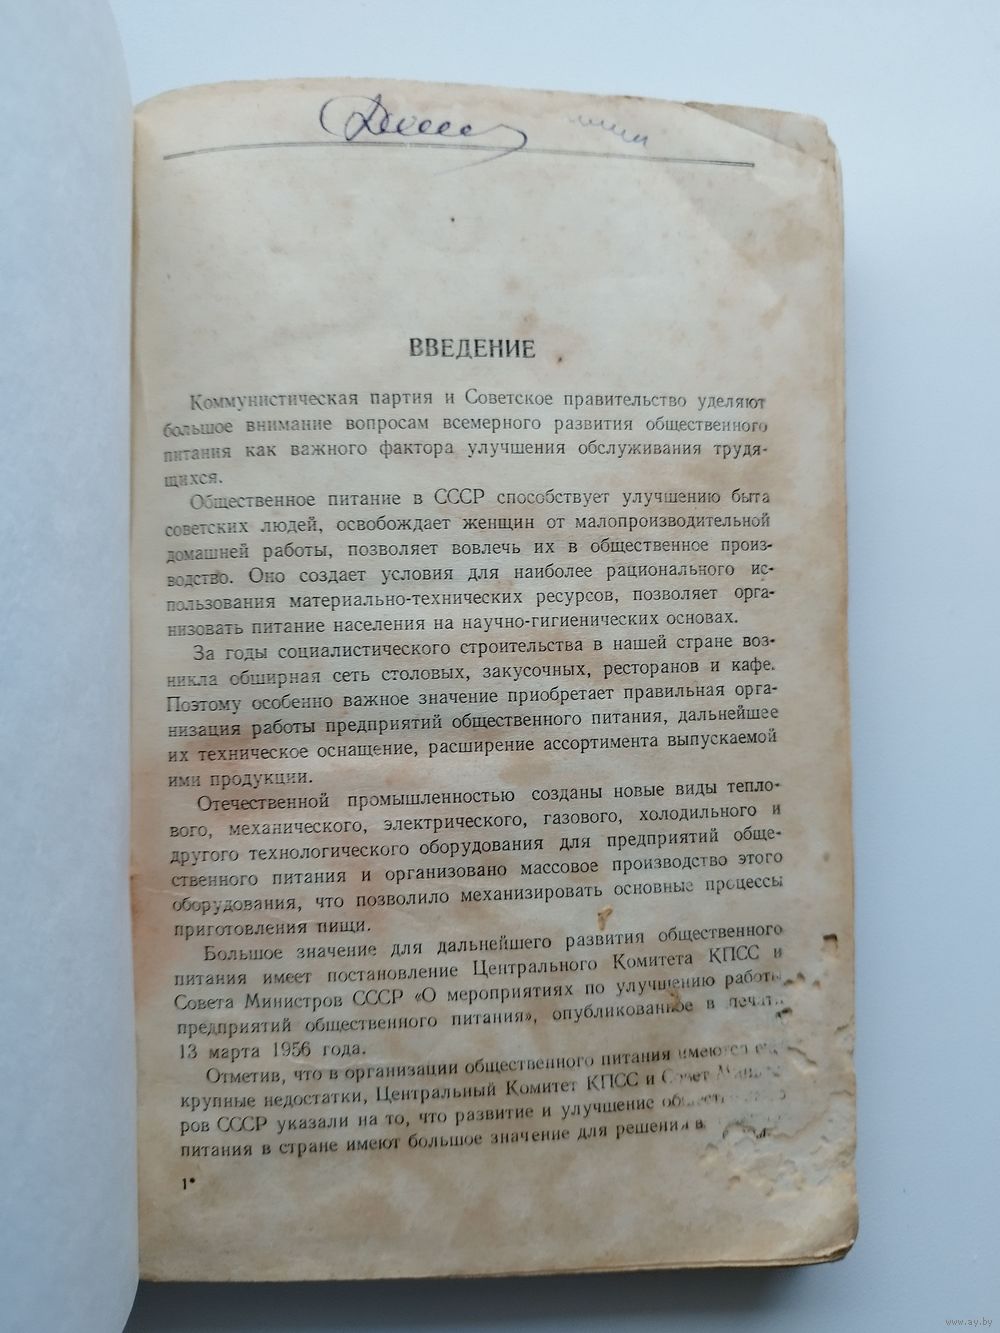 ВВЕДЕНИЕ
Коммунистическая партия и Советское правительство уделяют
большое внимание вопросам всемерного развития общественного
питания как важного фактора улучшения обслуживания трудя-
щихся.
Общественное питание в СССР способствует улучшению быта
советских людей, освобождает женщин от малопроизводительной
домашней работы, позволяет вовлечь их в общественное произ-
водство. Оно создает условия для наиболее рационального ис-
пользования материально-технических ресурсов, позволяет орга-
низовать питание населения на научно-гигиенических основах.
За годы социалистического строительства в нашей стране воз-
никла обширная сеть столовых, закусочных, ресторанов и кафе.
Поэтому особенно важное значение приобретает правильная орга-
низация работы предприятий общественного питания, дальнейшее
их техническое оснащение, расширение ассортимента выпускаемой
ими продукции.
Отечественной промышленностью созданы новые виды тепло-
вого, механического, электрического, газового, холодильного и
другого технологического оборудования для предприятий обще-
ственного питания и организовано массовое производство этого
оборудования, что позволило механизировать основные процессы
приготовления пищи.
Большое значение для дальнейшего развития общественного
питания имеет постановление Центрального Комитета КПСС и
Совета Министров СССР «О мероприятиях по улучшению работы
предприятий общественного питания», опубликованное в печати
13 марта 1956 года.
Отметив, что в организации общественного питания имеются
крупные недостатки, Центральный Комитет КПСС и Совет
ров СССР указали на то, что развитие и улучшение
питания в стране имеют большое значение для решения
1*
www.ay.by